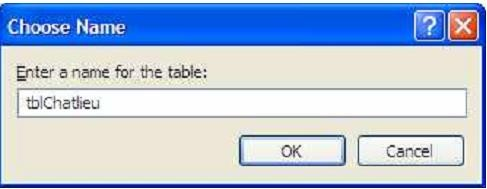 Choose Name
Enter a name for the table:
tblChatlieu
OK Cancel